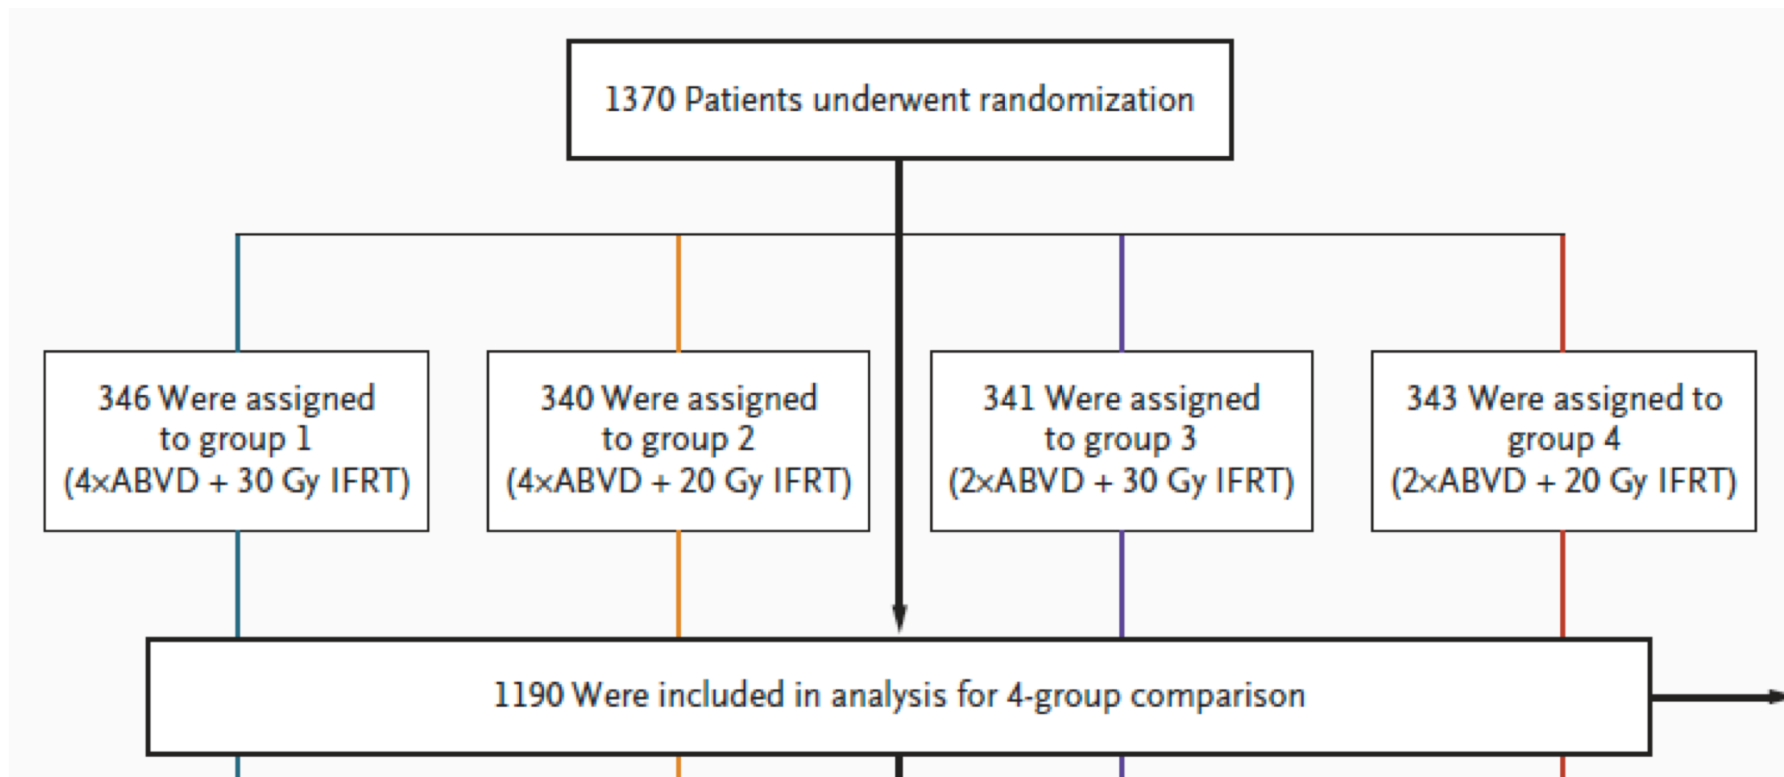 1370 Patients underwent randomization
346 Were assigned
to group 1
(4×ABVD + 30 Gy IFRT)
340 Were assigned
to group 2
(4×ABVD + 20 Gy IFRT)
341 Were assigned
to group 3
(2×ABVD + 30 Gy IFRT)
343 Were assigned to
group 4
(2×ABVD + 20 Gy IFRT)
1190 Were included in analysis for 4-group comparison